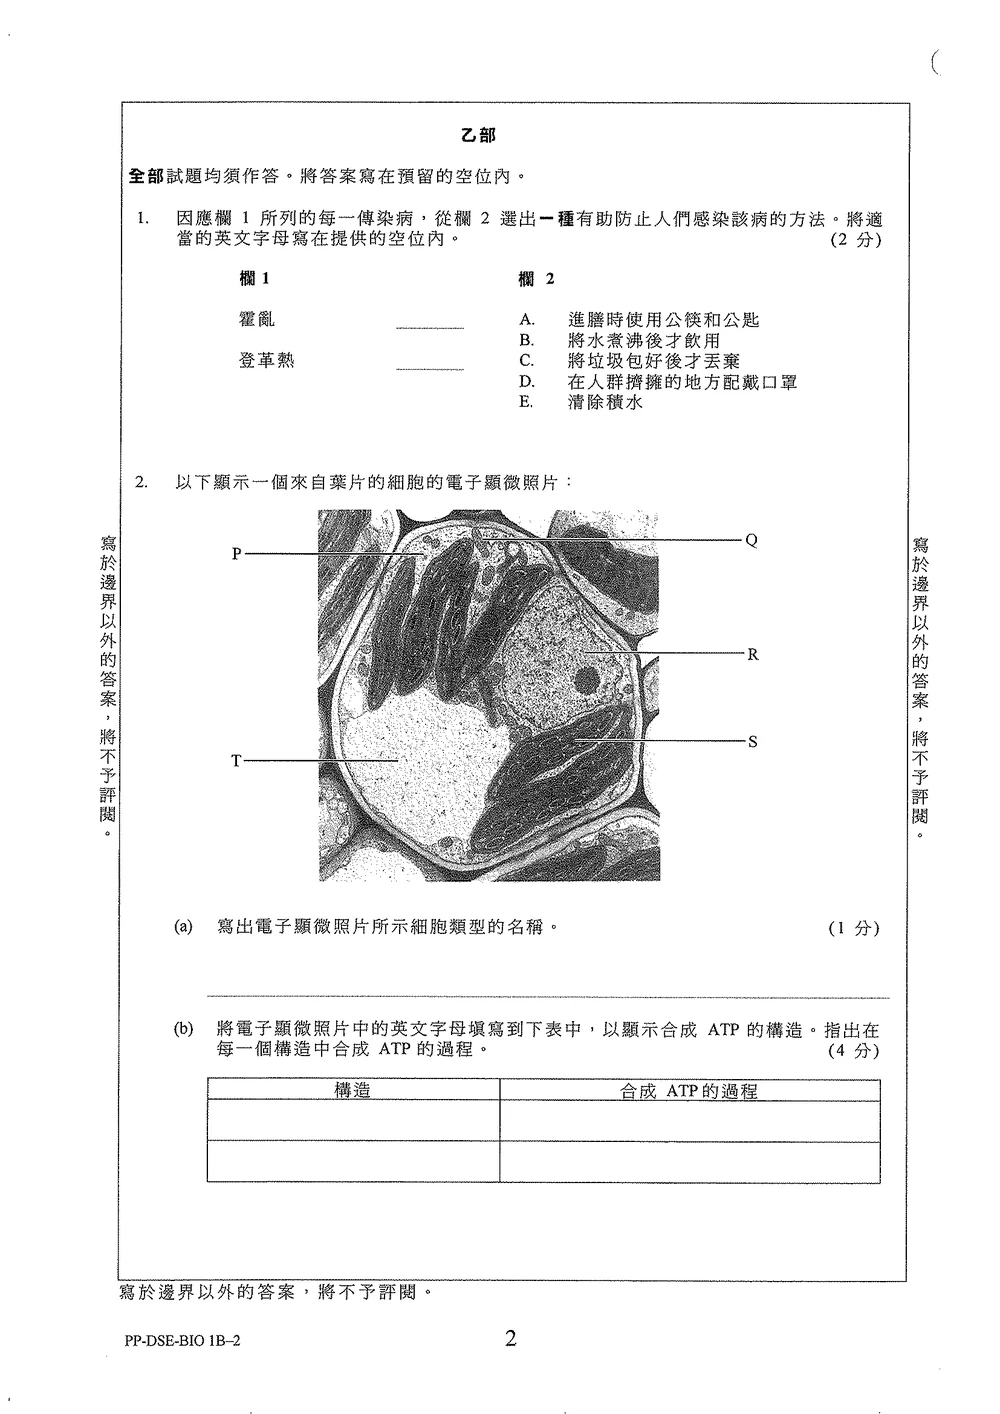 乙部
全部試題均須作答。將答案寫在預留的空位內。
1. 因應欄 1 所列的每一傳染病，從欄 2 選出一種有助防止人們感染該病的方法。將適
當的英文字母寫在提供的空位內。 (2 分)
欄 1 欄 2
霍亂 A. 進膳時使用公筷和公匙
B. 將水煮沸後才飲用
登革熱 C. 將垃圾包好後才丟棄
D. 在人群擠擁的地方配戴口罩
E. 清除積水
2. 以下顯示一個來自葉片的細胞的電子顯微照片：
P
Q
R
S
T
(a) 寫出電子顯微照片所示細胞類型的名稱。 (1 分)
(b) 將電子顯微照片中的英文字母填寫到下表中，以顯示合成 ATP 的構造。指出在
每一個構造中合成 ATP 的過程。 (4 分)
構造 合成 ATP的過程
寫於邊界以外的答案，將不予評閱。
寫於邊界以外的答案，將不予評閱。
寫於邊界以外的答案，將不予評閱。
PP-DSE-BIO 1B–2 2